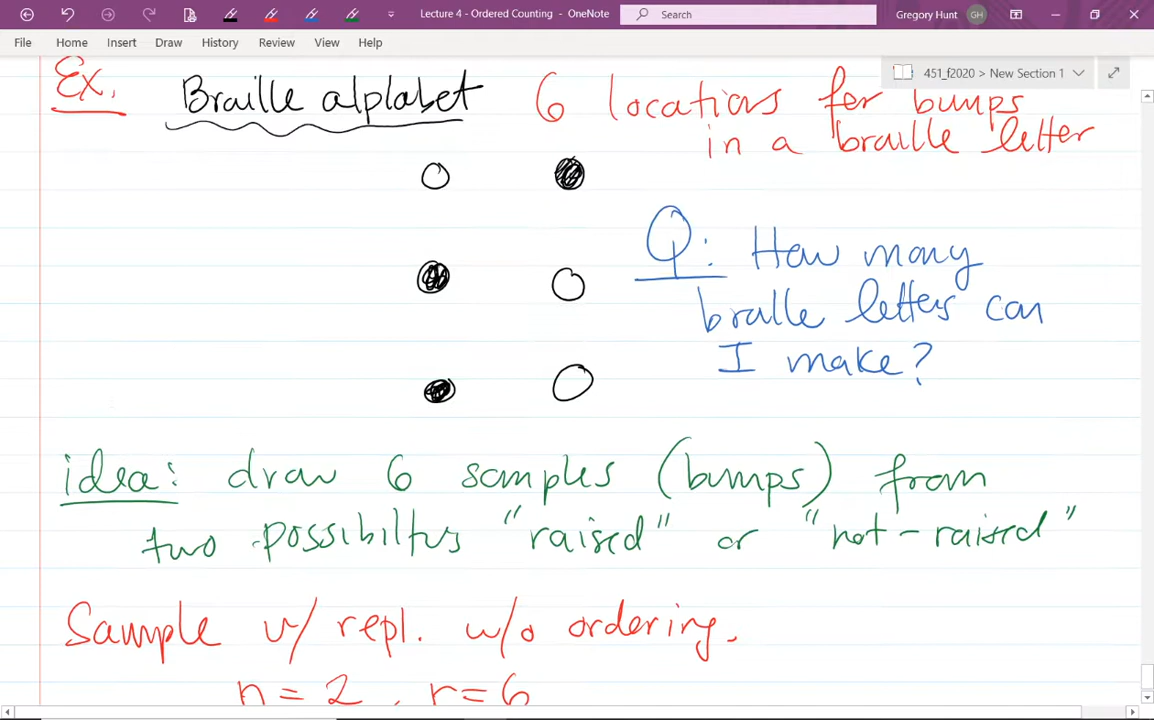 Lecture 4 - Ordered Counting - OneNote
Search
Gregory Hunt
GH
File Home Insert Draw History Review View Help
451_f2020 > New Section 1
Ex. Braille alplabet 6 locations for bumps
in a braille letter
Q: How many
braille letters can
I make?
idea: draw 6 samples (bumps) from
two possibiltus "raised" or "not-raised"
Sample w/ repl. w/o ordering.
n = 2 , r = 6